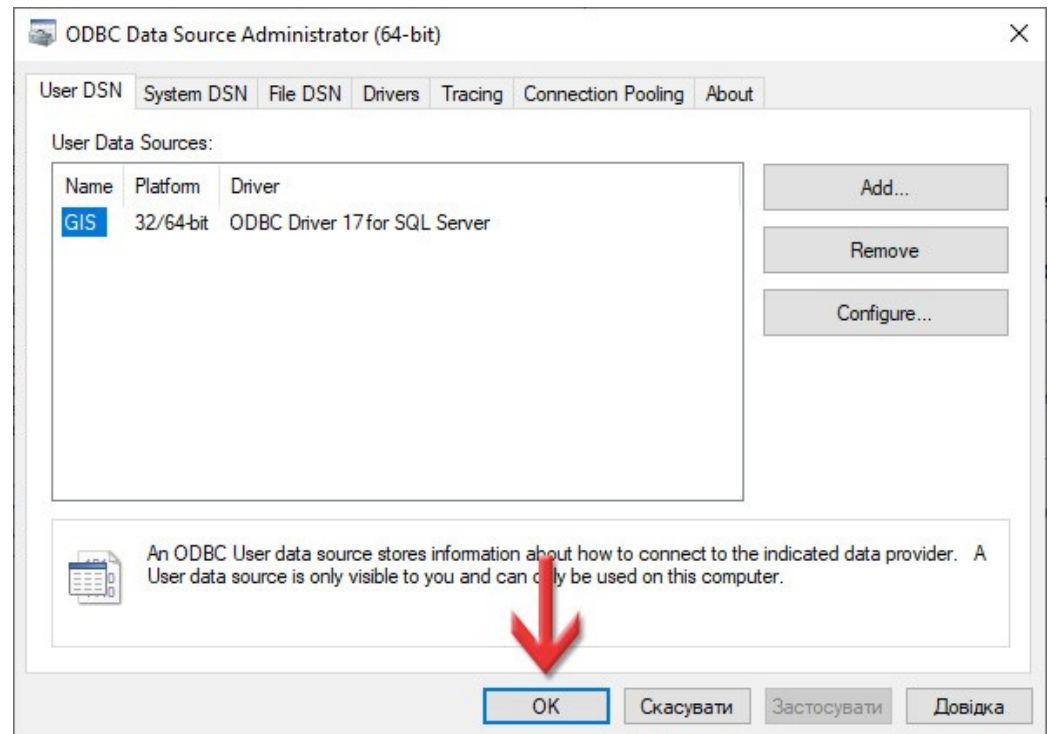 ODBC Data Source Administrator (64-bit)
User DSN System DSN File DSN Drivers Tracing Connection Pooling About
User Data Sources:
Name Platform Driver
GIS 32/64-bit ODBC Driver 17 for SQL Server
Add...
Remove
Configure...
An ODBC User data source stores information about how to connect to the indicated data provider. A
User data source is only visible to you and can only be used on this computer.
OK Скасувати Застосувати Довідка